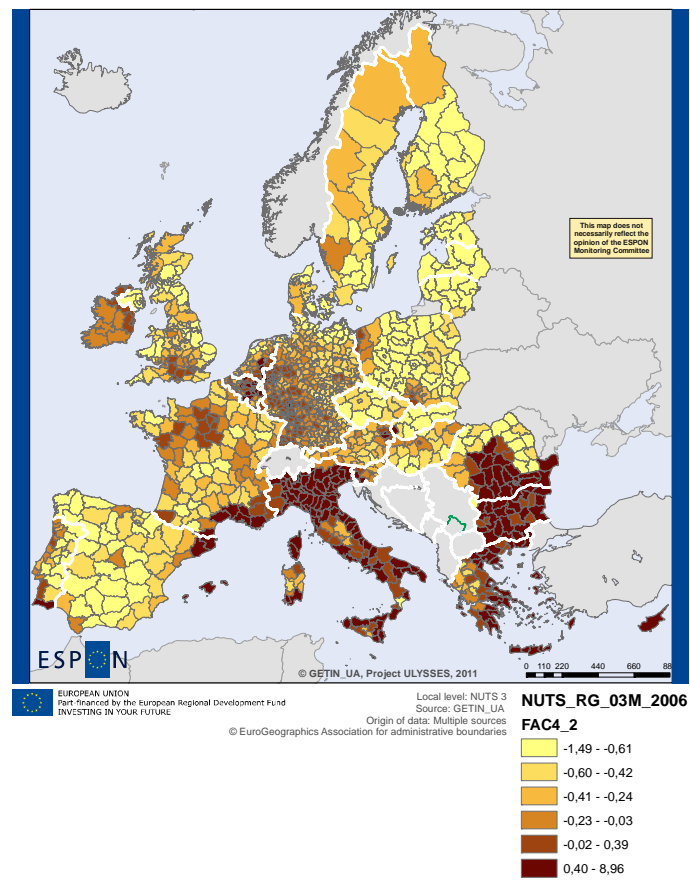 This map does not
necessarily reflect the
opinion of the ESPON
Monitoring Committee
ESPON
© GETIN_UA, Project ULYSSES, 2011
0 110 220 440 660 88
EUROPEAN UNION
Part-financed by the European Regional Development Fund
INVESTING IN YOUR FUTURE
Local level: NUTS 3
Source: GETIN_UA
Origin of data: Multiple sources
© EuroGeographics Association for administrative boundaries
NUTS_RG_03M_2006
FAC4_2
-1,49 - -0,61
-0,60 - -0,42
-0,41 - -0,24
-0,23 - -0,03
-0,02 - 0,39
0,40 - 8,96